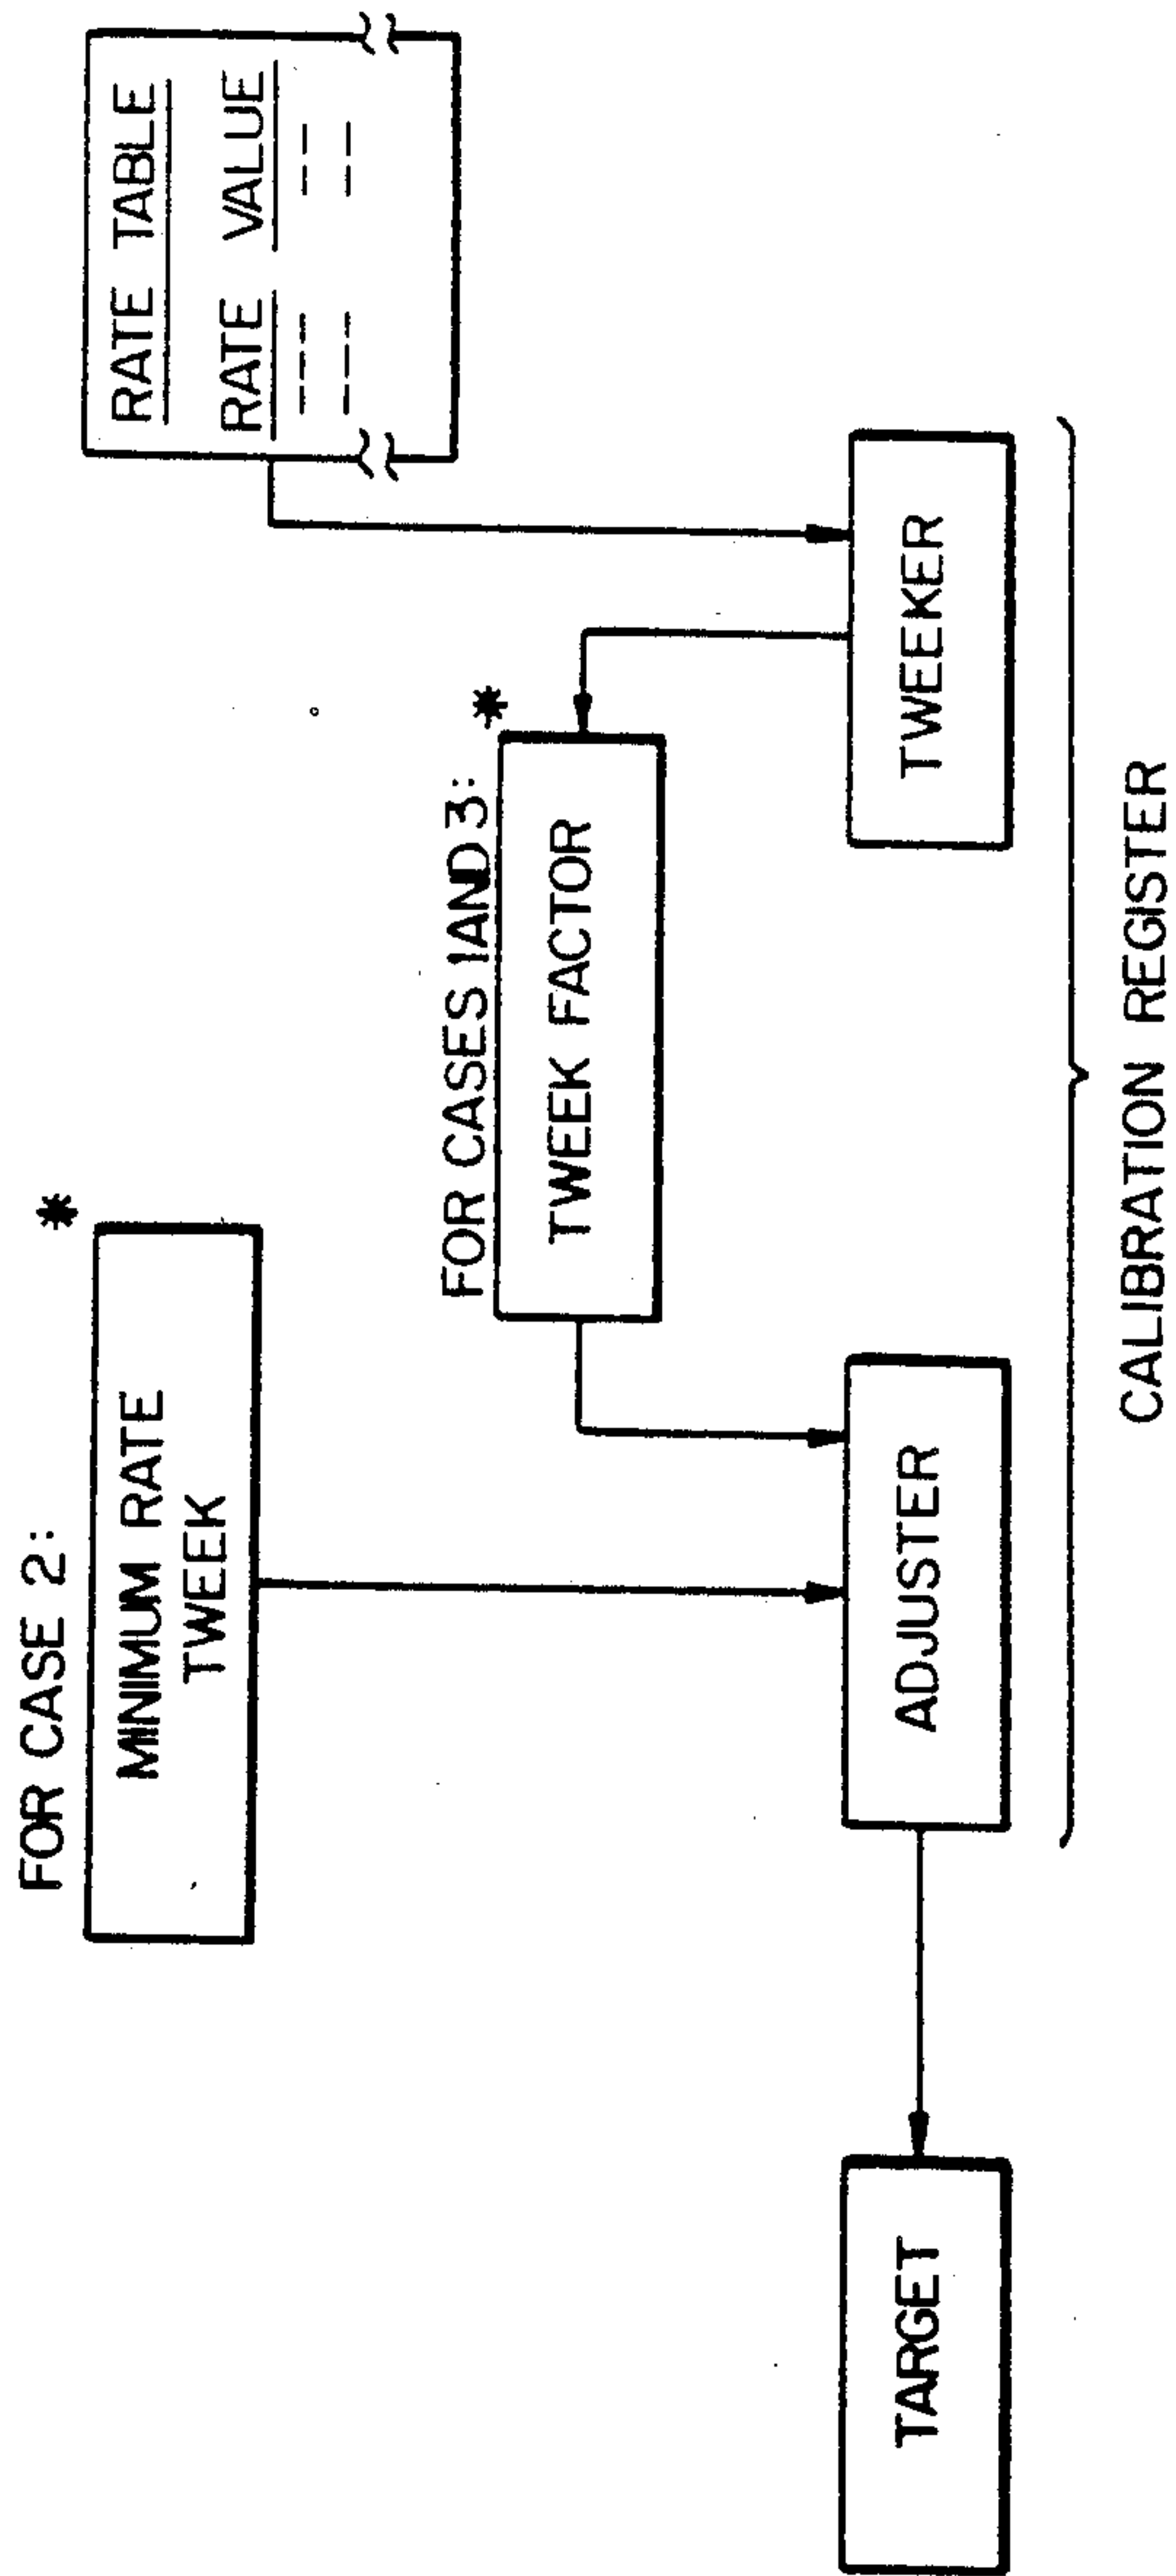 FOR CASE 2:
*
MINIMUM RATE
TWEEK
RATE TABLE
RATE VALUE
FOR CASES 1AND 3:
*
TWEEK FACTOR
TARGET
ADJUSTER
TWEEKER
CALIBRATION REGISTER